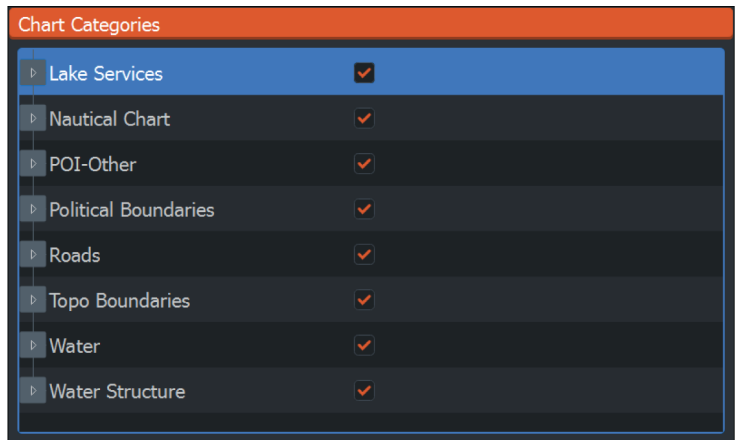 Chart Categories
Lake Services
Nautical Chart
POI-Other
Political Boundaries
Roads
Topo Boundaries
Water
Water Structure